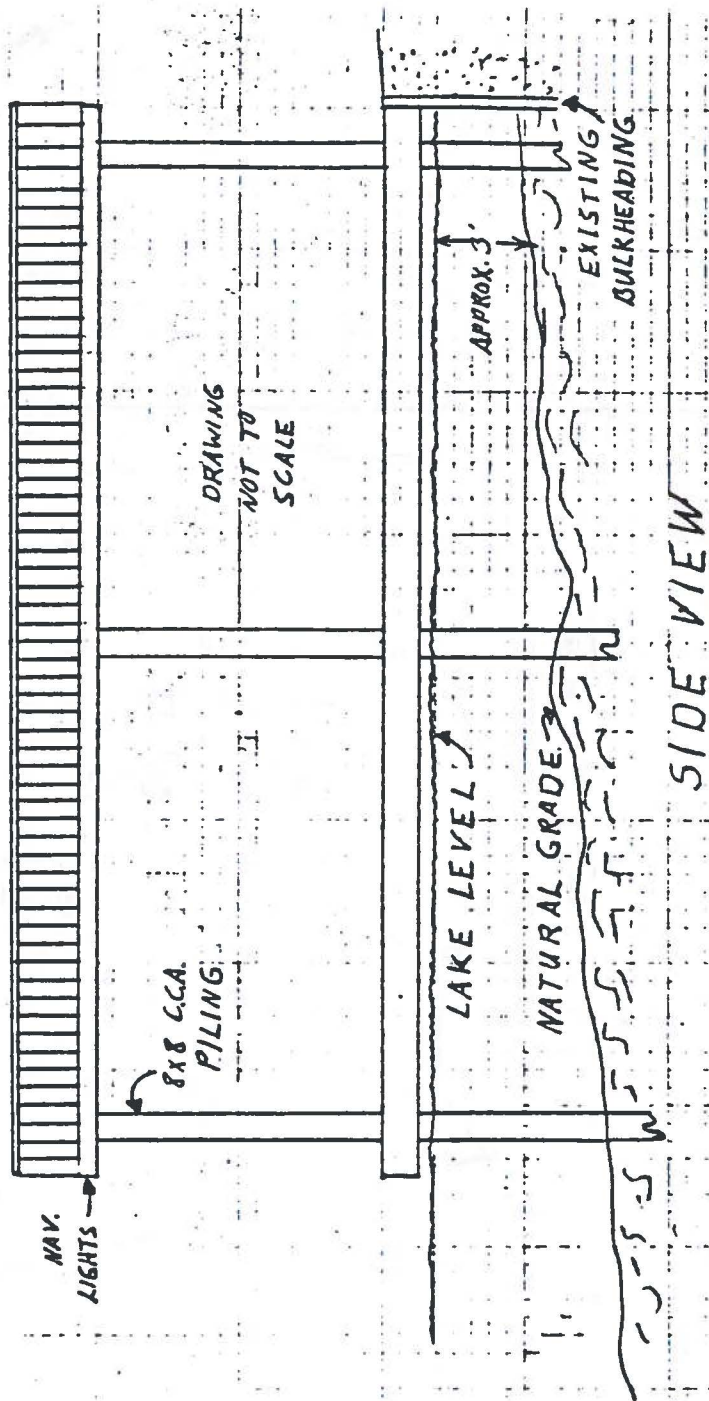 NAV.
LIGHTS
8X8 C.C.A.
PILING
DRAWING
NOT TO
SCALE
LAKE LEVEL
NATURAL GRADE
APPROX. 3'
EXISTING
BULKHEADING
SIDE VIEW